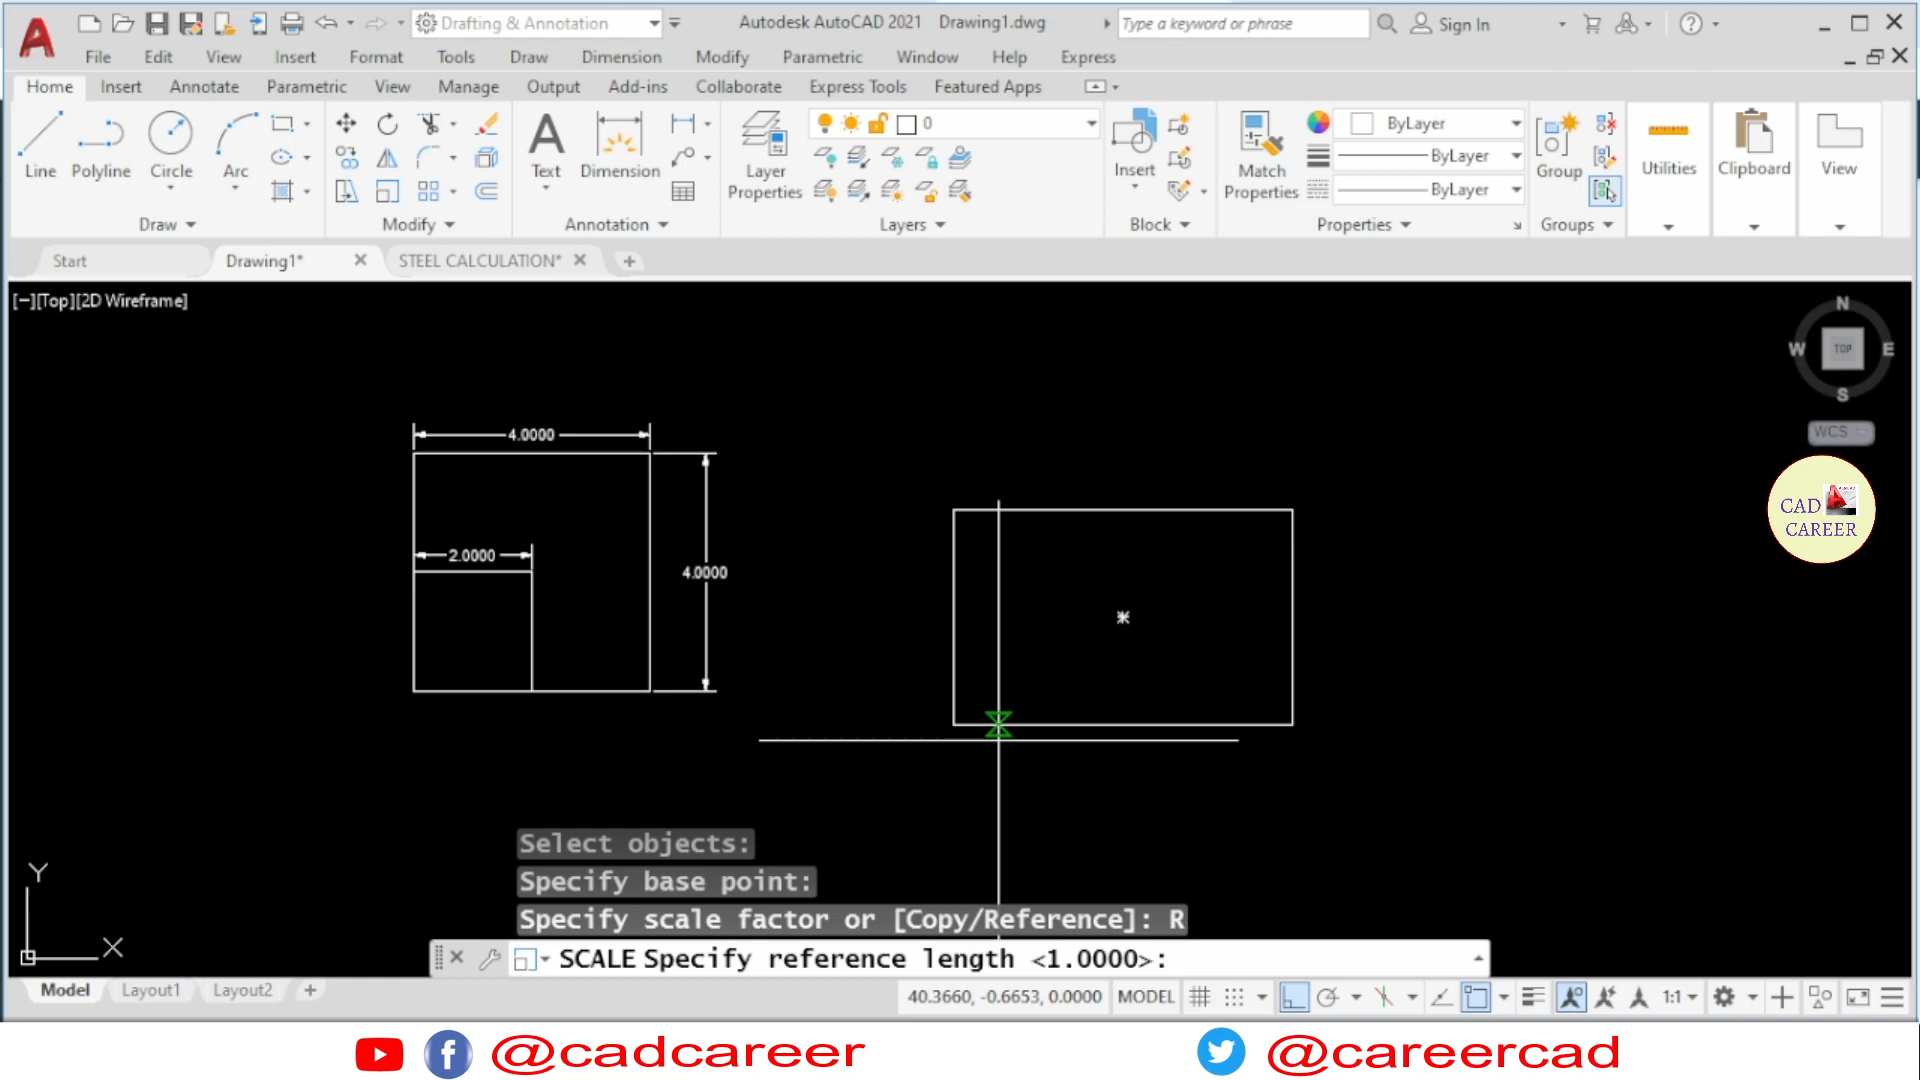 Drafting & Annotation
Autodesk AutoCAD 2021 Drawing1.dwg
Type a keyword or phrase
Sign In
File Edit View Insert Format Tools Draw Dimension Modify Parametric Window Help Express
Home Insert Annotate Parametric View Manage Output Add-ins Collaborate Express Tools Featured Apps
Line Polyline Circle Arc
Text Dimension
Layer Properties
0
Insert
Match Properties
ByLayer
ByLayer
ByLayer
Group
Utilities
Clipboard
View
Draw Modify Annotation Layers Block Properties Groups
Start Drawing1* STEEL CALCULATION*
[−][Top][2D Wireframe]
N
W TOP E
S
WCS
CAD
CAREER
4.0000
2.0000
4.0000
Y
X
Select objects:
Specify base point:
Specify scale factor or [Copy/Reference]: R
SCALE Specify reference length <1.0000>:
Model Layout1 Layout2
40.3660, -0.6653, 0.0000 MODEL 1:1
@cadcareer @careercad